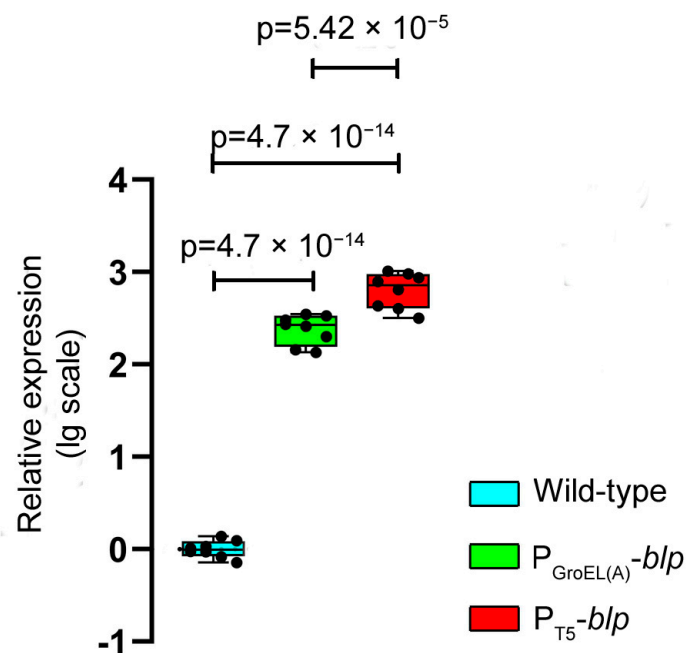 p=5.42 × 10⁻⁵
p=4.7 × 10⁻¹⁴
4
p=4.7 × 10⁻¹⁴
3
2
1
0
-1
Relative expression
(lg scale)
Wild-type
P_GroEL(A)-blp
P_T5-blp